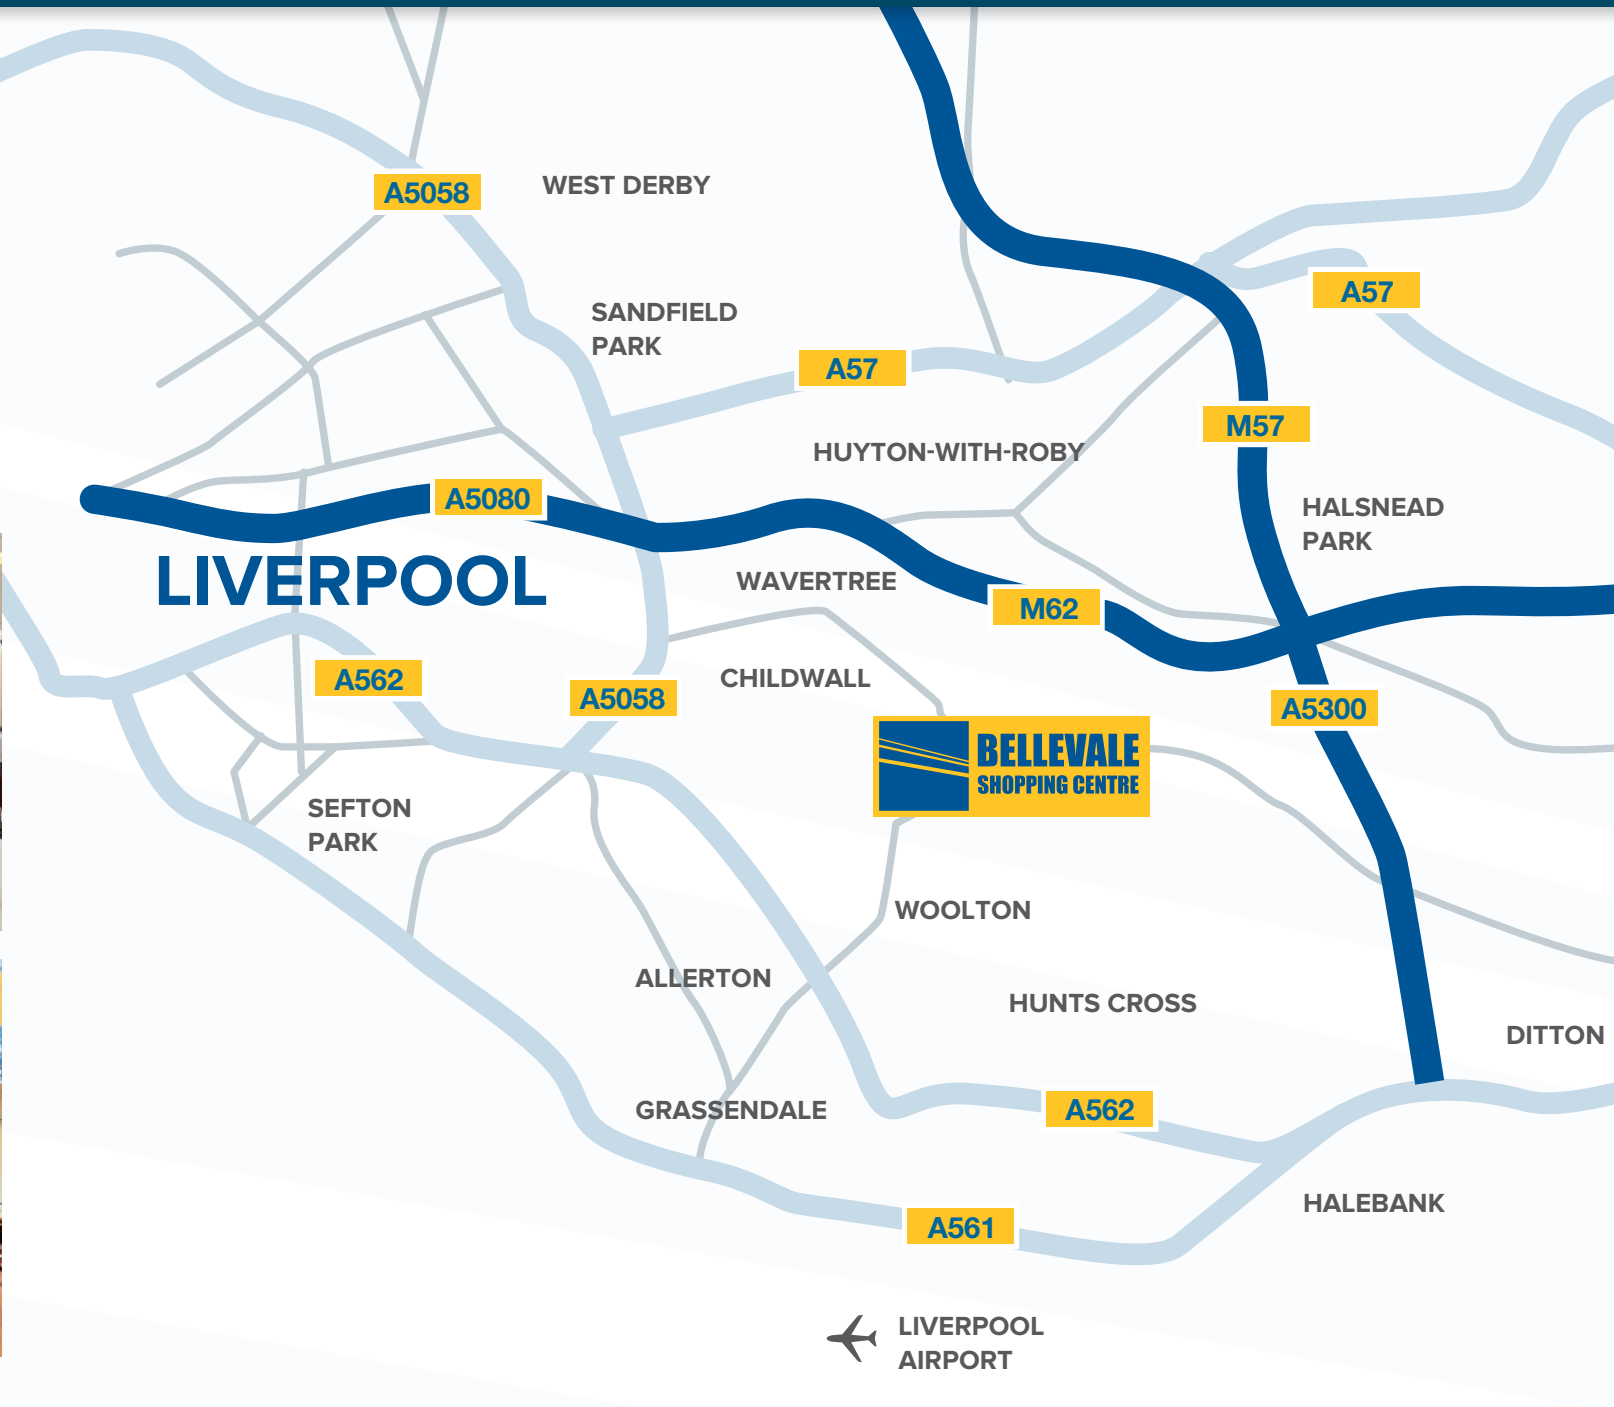 A5058
WEST DERBY
A57
SANDFIELD
PARK
A57
M57
HUYTON-WITH-ROBY
A5080
HALSNEAD
PARK
LIVERPOOL
WAVERTREE
M62
A562
CHILDWALL
A5058
A5300
BELLEVALE
SHOPPING CENTRE
SEFTON
PARK
WOOLTON
ALLERTON
HUNTS CROSS
DITTON
GRASSENDALE
A562
HALEBANK
A561
LIVERPOOL
AIRPORT